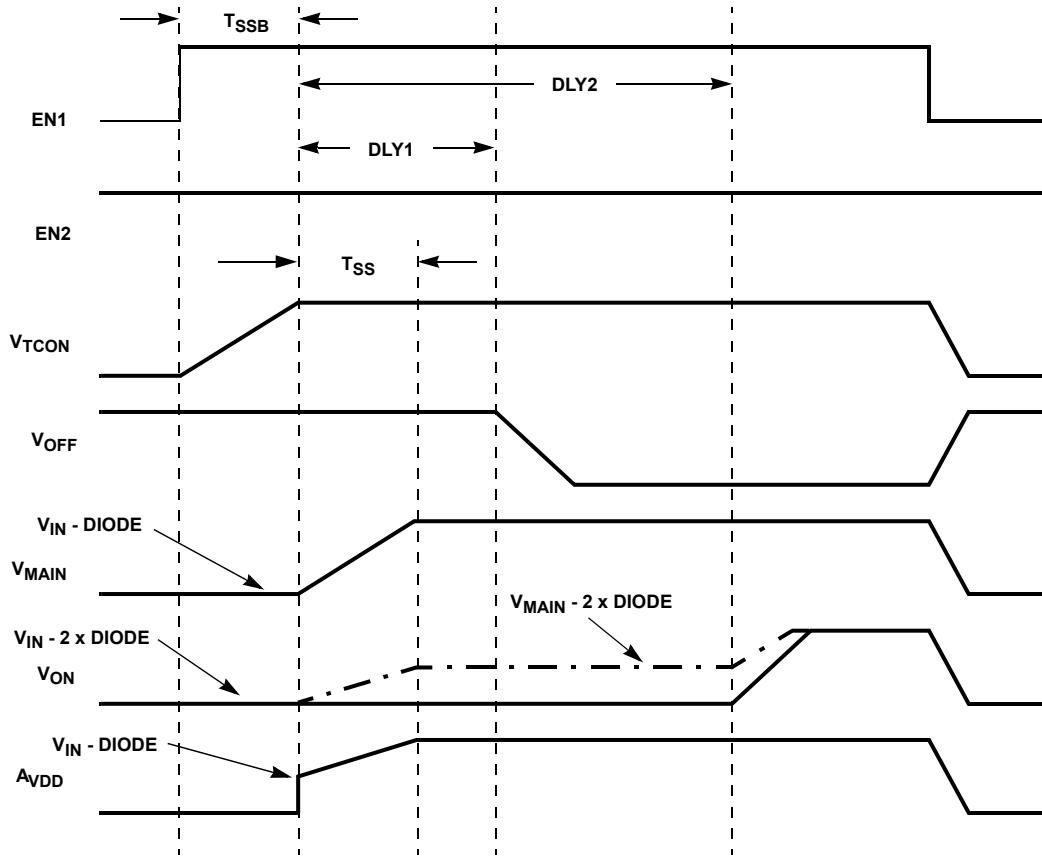 TSSB
DLY2
EN1
DLY1
EN2
TSS
VTCON
VOFF
VIN - DIODE
VMAIN
VMAIN - 2 x DIODE
VIN - 2 x DIODE
VON
VIN - DIODE
AVDD